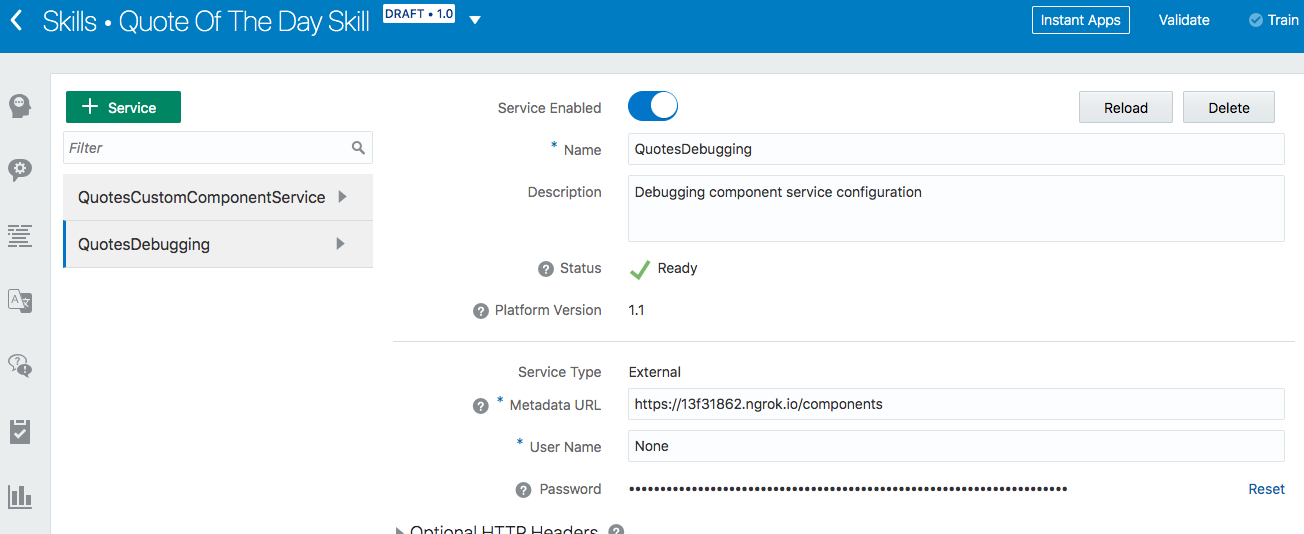 Skills • Quote Of The Day Skill DRAFT • 1.0
Instant Apps Validate Train
+ Service
Filter
QuotesCustomComponentService
QuotesDebugging
Service Enabled
Reload Delete
* Name QuotesDebugging
Description Debugging component service configuration
? Status Ready
? Platform Version 1.1
Service Type External
? * Metadata URL https://13f31862.ngrok.io/components
* User Name None
? Password •••••••••••••••••••••••••••••••••••••••••••••••••••••••••••••••••••••• Reset
Optional HTTP Headers ?